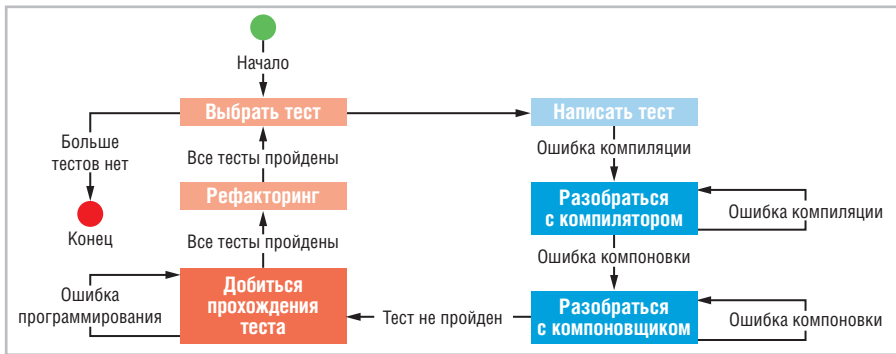 Начало
Выбрать тест
Написать тест
Больше
тестов нет
Все тесты пройдены
Ошибка компиляции
Рефакторинг
Разобраться
с компилятором
Ошибка компиляции
Конец
Все тесты пройдены
Ошибка компоновки
Ошибка
программирования
Добиться
прохождения
теста
Тест не пройден
Разобраться
с компоновщиком
Ошибка компоновки